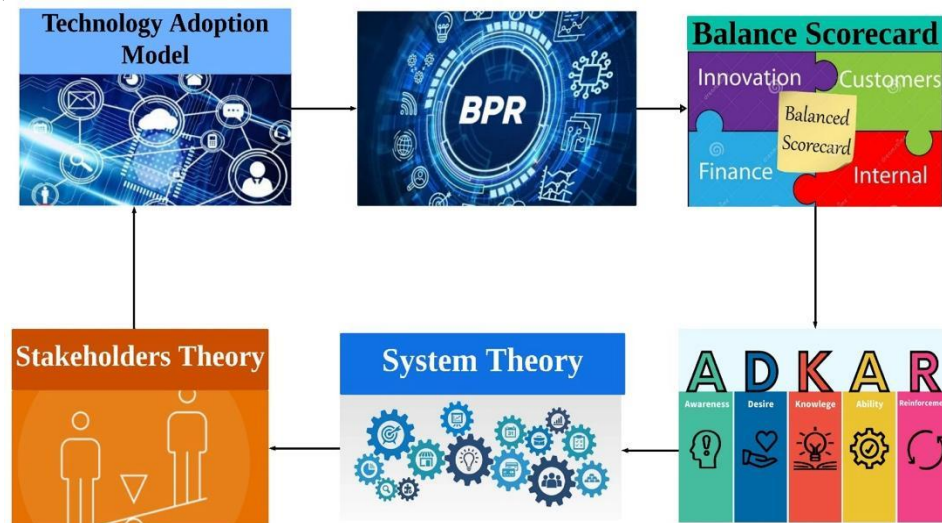 Technology Adoption
Model
BPR
Balance Scorecard
Innovation
Customers
Balanced
Scorecard
Finance
Internal
Stakeholders Theory
System Theory
A D K A R
Awareness
Desire
Knowlege
Ability
Reinforceme